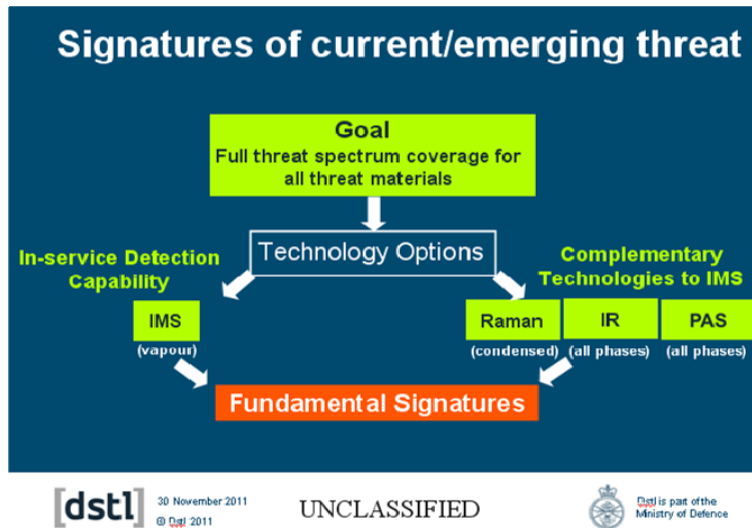 Signatures of current/emerging threat
Goal
Full threat spectrum coverage for
all threat materials
Technology Options
In-service Detection
Capability
Complementary
Technologies to IMS
IMS
(vapour)
Raman
(condensed)
IR
(all phases)
PAS
(all phases)
Fundamental Signatures
[dstl]
30 November 2011
© Dstl 2011
UNCLASSIFIED
Dstl is part of the
Ministry of Defence